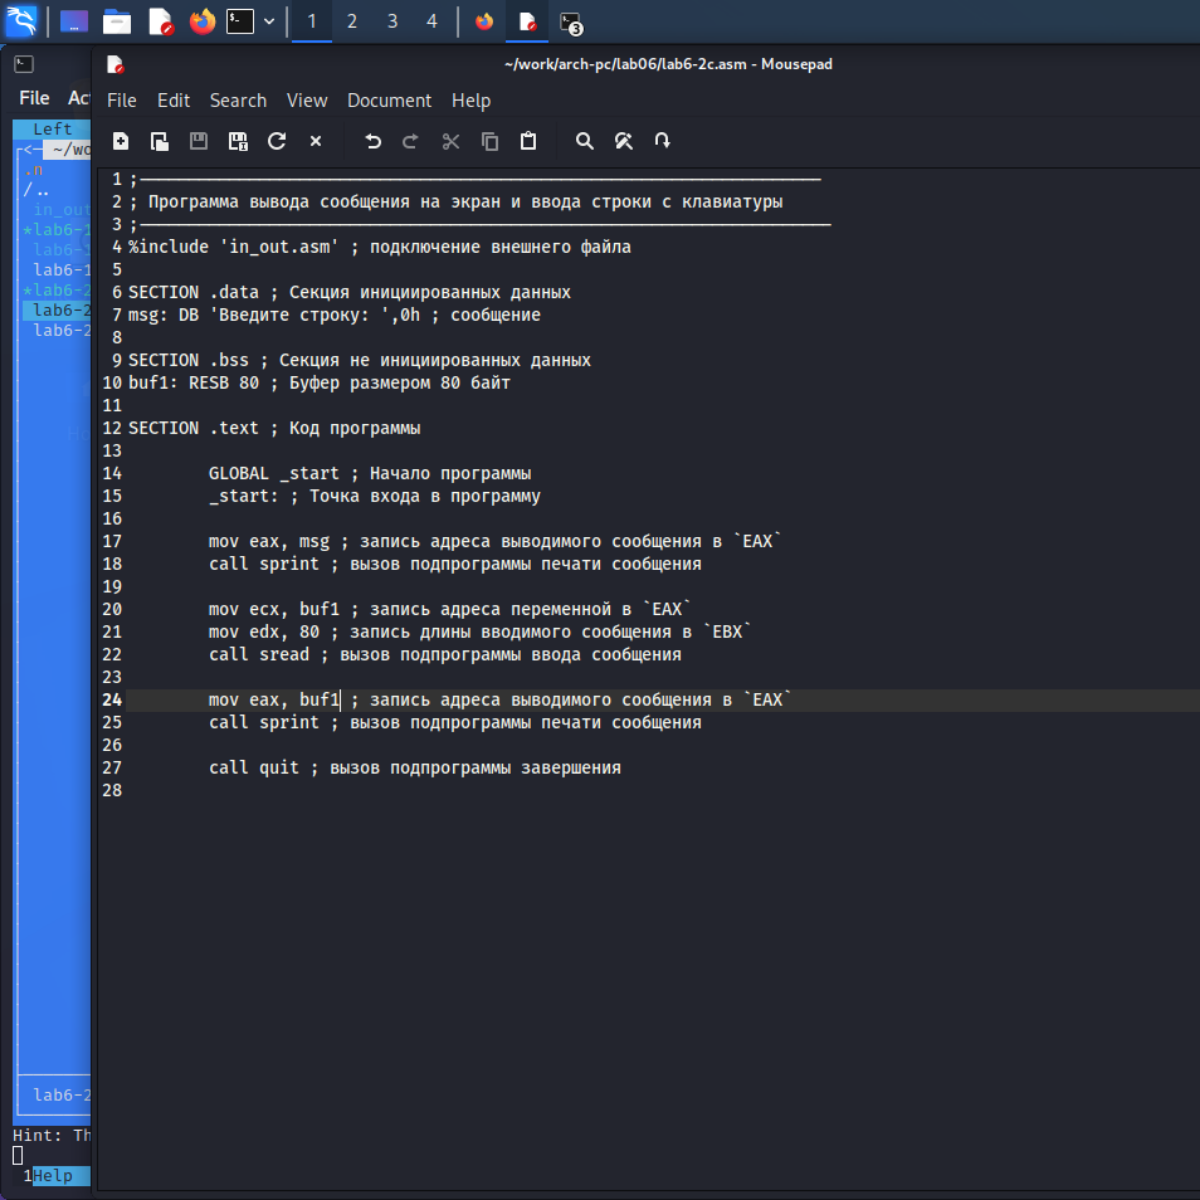 1 2 3 4
3
~/work/arch-pc/lab06/lab6-2c.asm - Mousepad
File
File Edit Search View Document Help
Left
~/wo
.n
/..
in_out
*lab6-1
lab6-1
lab6-1
*lab6-2
lab6-2
lab6-2
1 ;
2 ; Программа вывода сообщения на экран и ввода строки с клавиатуры
3 ;
4 %include 'in_out.asm' ; подключение внешнего файла
5
6 SECTION .data ; Секция инициированных данных
7 msg: DB 'Введите строку: ',0h ; сообщение
8
9 SECTION .bss ; Секция не инициированных данных
10 buf1: RESB 80 ; Буфер размером 80 байт
11
12 SECTION .text ; Код программы
13
14 GLOBAL _start ; Начало программы
15 _start: ; Точка входа в программу
16
17 mov eax, msg ; запись адреса выводимого сообщения в `EAX`
18 call sprint ; вызов подпрограммы печати сообщения
19
20 mov ecx, buf1 ; запись адреса переменной в `EAX`
21 mov edx, 80 ; запись длины вводимого сообщения в `EBX`
22 call sread ; вызов подпрограммы ввода сообщения
23
24 mov eax, buf1 ; запись адреса выводимого сообщения в `EAX`
25 call sprint ; вызов подпрограммы печати сообщения
26
27 call quit ; вызов подпрограммы завершения
28
lab6-2
Hint: Th
1Help